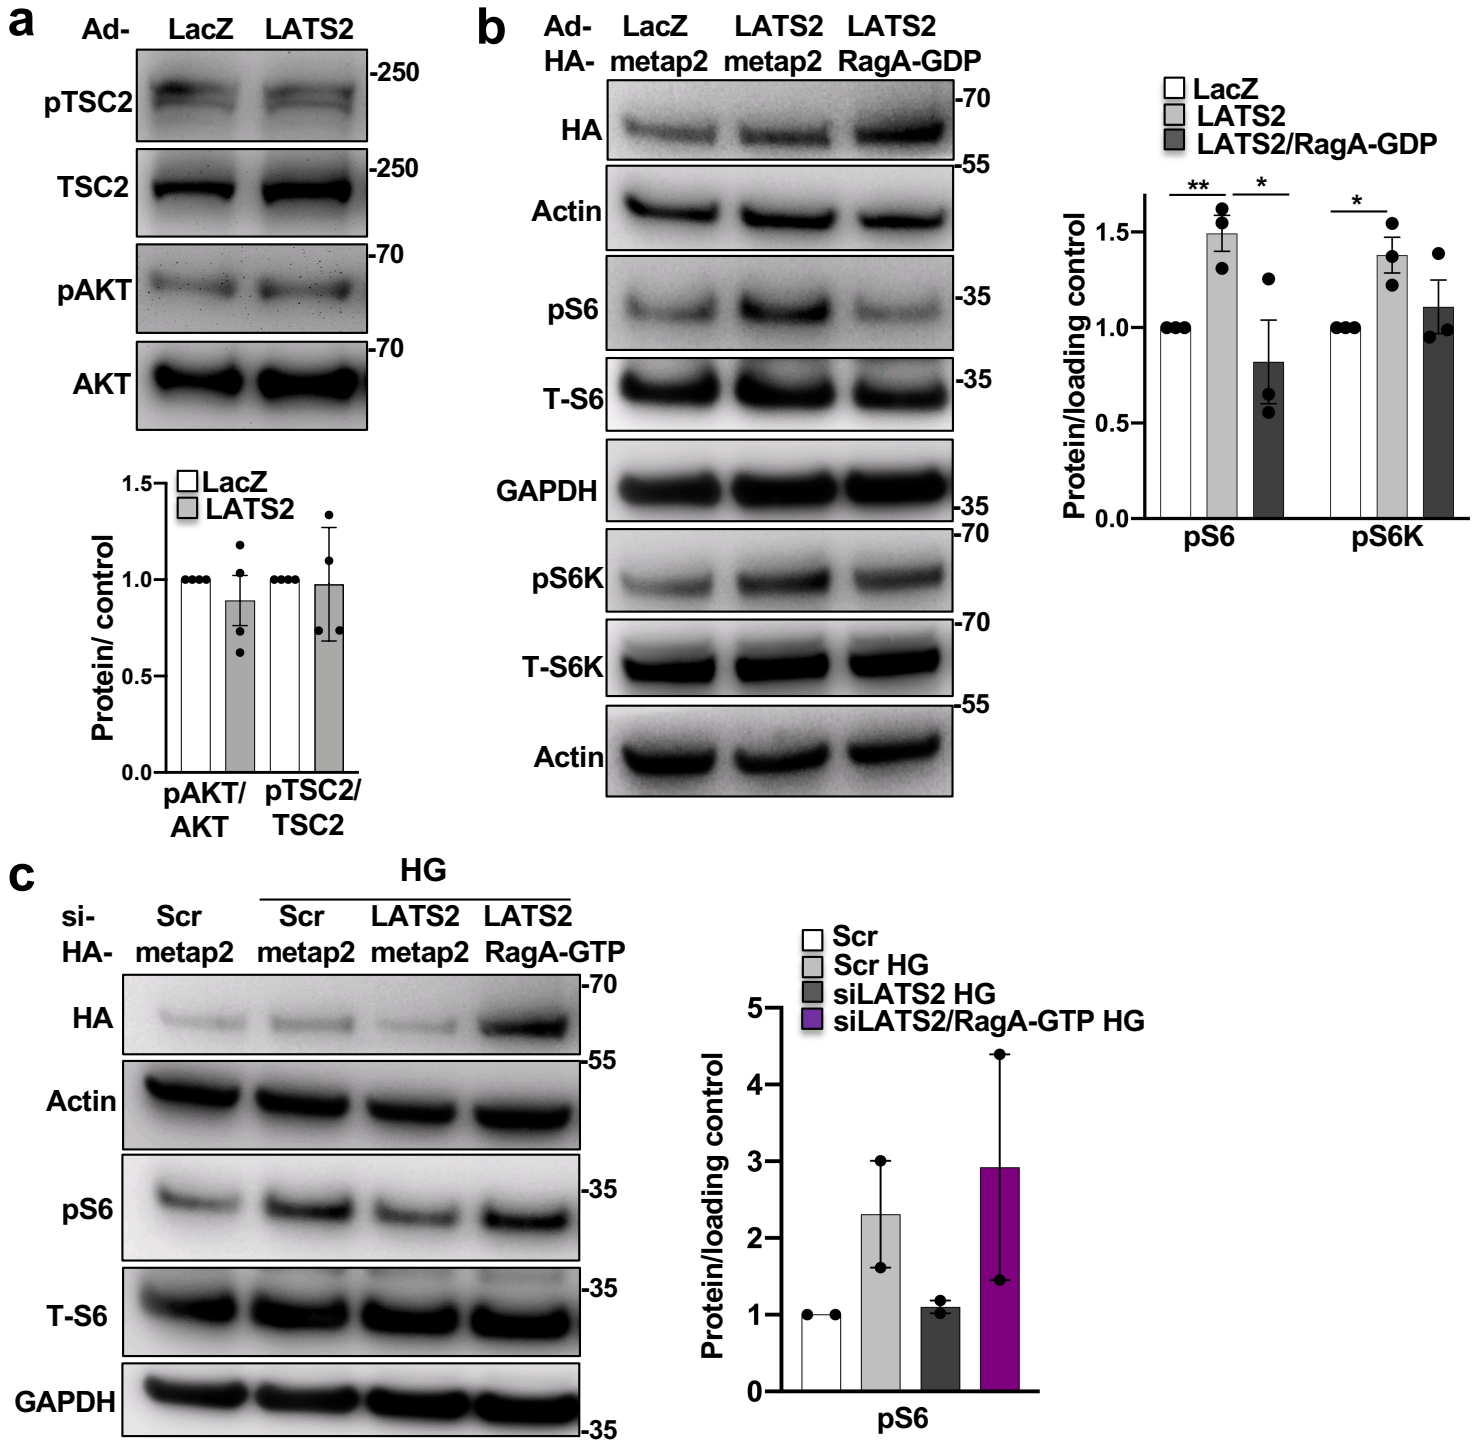 a
Ad- LacZ LATS2
pTSC2
-250
TSC2
-250
pAKT
-70
AKT
-70
LacZ
LATS2
Protein/ control
1.5
1.0
0.5
0.0
pAKT/ pTSC2/
AKT TSC2
b
Ad- LacZ LATS2 LATS2
HA- metap2 metap2 RagA-GDP
HA
-70
-55
Actin
pS6
-35
T-S6
-35
GAPDH
-35
pS6K
-70
T-S6K
-70
-55
Actin
LacZ
LATS2
LATS2/RagA-GDP
** * *
Protein/loading control
1.5
1.0
0.5
0.0
pS6 pS6K
c
HG
si- Scr Scr LATS2 LATS2
HA- metap2 metap2 metap2 RagA-GTP
HA
-70
-55
Actin
pS6
-35
T-S6
-35
GAPDH
-35
Scr
Scr HG
siLATS2 HG
siLATS2/RagA-GTP HG
Protein/loading control
5
4
3
2
1
0
pS6